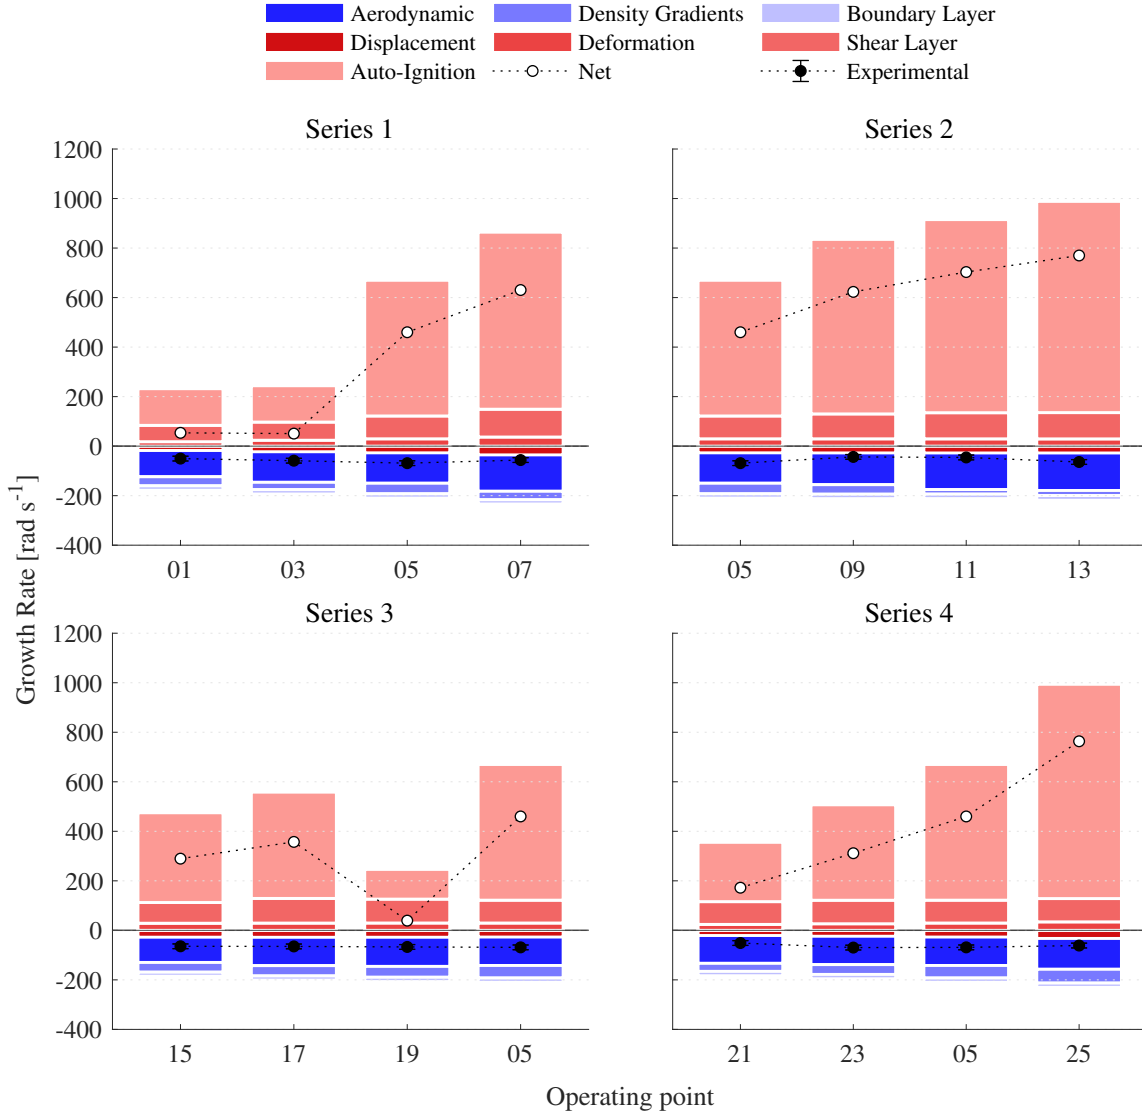 Aerodynamic Density Gradients Boundary Layer
Displacement Deformation Shear Layer
Auto-Ignition Net Experimental
Series 1 Series 2
1200
1000
800
600
400
200
0
-200
-400
01 03 05 07 05 09 11 13
Growth Rate [rad s-1]
Series 3 Series 4
1200
1000
800
600
400
200
0
-200
-400
15 17 19 05 21 23 05 25
Operating point